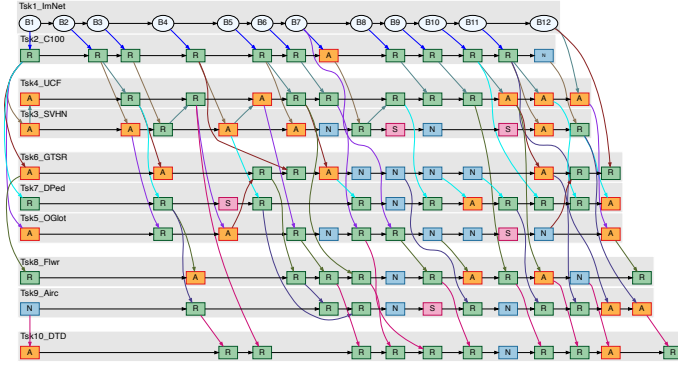 Tsk1_ImNet
B1 B2 B3 B4 B5 B6 B7 B8 B9 B10 B11 B12
Tsk2_C100
R R R R R R A R R R R N
Tsk4_UCF
A R R A R R R R R A A A
Tsk3_SVHN
A A R A A N R S N S A R
Tsk6_GTSR
A A R R A N N N N A R R
Tsk7_DPed
R R S R R N R A R R R A
Tsk5_OGlot
A R A R R R N N S N A
Tsk8_Flwr
R A R R R N R A R A N R
Tsk9_Airc
N R R R N S R N R R A A
Tsk10_DTD
A R R R R R R N R R A R